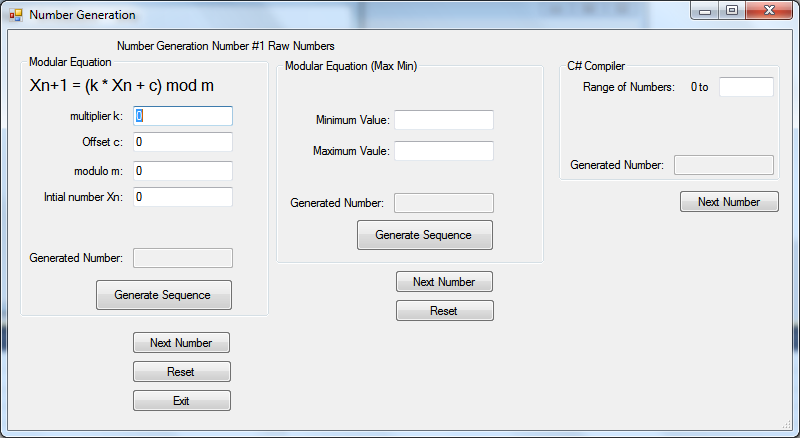 Number Generation
Number Generation Number #1 Raw Numbers
Modular Equation
Xn+1 = (k * Xn + c) mod m
multiplier k: 0
Offset c: 0
modulo m: 0
Intial number Xn: 0
Generated Number:
Generate Sequence
Next Number
Reset
Exit
Modular Equation (Max Min)
Minimum Value:
Maximum Vaule:
Generated Number:
Generate Sequence
Next Number
Reset
C# Compiler
Range of Numbers: 0 to
Generated Number:
Next Number